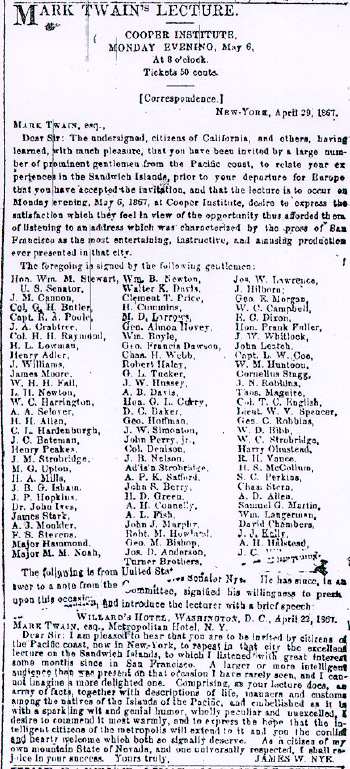 MARK TWAIN'S LECTURE.
COOPER INSTITUTE,
MONDAY EVENING, May 6,
At 8 o'clock.
Tickets 50 cents.
[Correspondence.]
NEW-YORK, April 29, 1867.
MARK TWAIN, esq.,
Dear Sir: The undersigned, citizens of California, and others, having
learned, with much pleasure, that you have been invited by a large num-
ber of prominent gentlemen from the Pacific coast, to relate your ex
periences in the Sandwich Islands, prior to your departure for Europe
that you have accepted the invitation, and that the lecture is to occur on
Monday evening, May 6, 1867, at Cooper Institute, desire to express the
satisfaction which they feel in view of the opportunity thus afforded them
of listening to an address which was characterized by the press of San
Francisco as the most entertaining, instructive, and amusing production
ever presented in that city.
The foregoing is signed by the following gentlemen:
Hon. Wm. M. Stewart, Wm. B. Newton, Jos. W. Lawrence,
U. S. Senator, Walter K. Davis, J. Hilborn,
J. M. Cannon, Clement T. Price, Geo. E. Morgan,
Col. G. H. Butler, H. Cummins, W. C. Campbell,
Capt. R. A. Poole, M. D. R. C. Dixon,
J. A. Crabtree, Geo. Almon Hovey, Hon. Frank Fuller,
Col. H. H. Raymond, Wm. Boyle, J. W. Whitlock,
H. L. Lowman, Geo. Francis Dawson, John Leatch,
Henry Adler, Chas. H. Webb, Capt. L. W. Coe,
J. Williams, Robert Haley, W. M. Huntoon,
James Moore, G. L. Tucker, Cornelius Stagg,
W. H. H. Fall, J. W. Hussey, J. N. Robbins,
L. H. Newton, A. B. Davis, Thos. Maguire,
W. C. Harrington, Hon. G. L. Curry, Col. T. C. English,
A. A. Selover, D. C. Baker, Lieut. W. V. Spencer,
H. H. Allen, Geo. Hoffman, Geo. C. Robbins,
C. L. Hardenburgh, J. W. Simonton, W. D. Bibb,
J. C. Bateman, John Perry, jr., W. C. Strobridge,
Henry Peakes, Col. Denison, Harry Olmstead,
J. M. Strobridge, J. B. Nelson, R. H. Vance,
M. G. Upton, Strobridge, H. S. McCollum,
H. A. Mills, A. P. K. Safford, S. C. Perkins,
J. B. G. Isham, John S. Berry, Chas. Stern,
J. P. Hopkins, H. D. Green, A. D. Allen,
Dr. John Ives, A. H. Connelly, Samuel G. Martin,
James Stark, A. L. Fish, Wm. Langerman,
A. J. Moulder, John J. Murphy, David Chambers,
F. S. Stevens, Robt. M. Howland, J. J. Kelly,
Major Hammond, Geo. M. Bishop, A. H. Hilstead,
Major M. M. Noah, Jos. D. Anderson, J. C.
Turner Brothers,
The following is from United Senator Nye. He has since, in an
swer to a note from the Committee, signified his willingness to
upon this occasion, and introduce the lecturer with a brief speech:
WILLARD'S HOTEL, WASHINGTON, D. C., April 22, 1867.
MARK TWAIN, esq., Metropolitan Hotel, N. Y.
Dear Sir: I am pleased to hear that you are to be invited by citizens of
the Pacific coast, now in New-York, to repeat in that city the excellent
lecture on the Sandwich Islands, to which I listened with great interest
some months since in San Francisco. A larger or more intelligent
audience than was present on that occasion I have rarely seen, and I can-
not imagine a more delighted one. Comprising, as your lecture does, an
array of facts, together with descriptions of life, manners and customs
among the natives of the Islands of the Pacific, and embellished as it is
with a sparkling wit and genial humor, wholly peculiar and unexcelled, I
desire to commend it most warmly, and to express the hope that the in-
telligent citizens of the metropolis will extend to it and you the cordial
and hearty welcome which both so signally deserve. As a citizen of my
own mountain State of Nevada, and one universally respected, I shall re-
joice in your success. Yours truly, JAMES W. NYE.